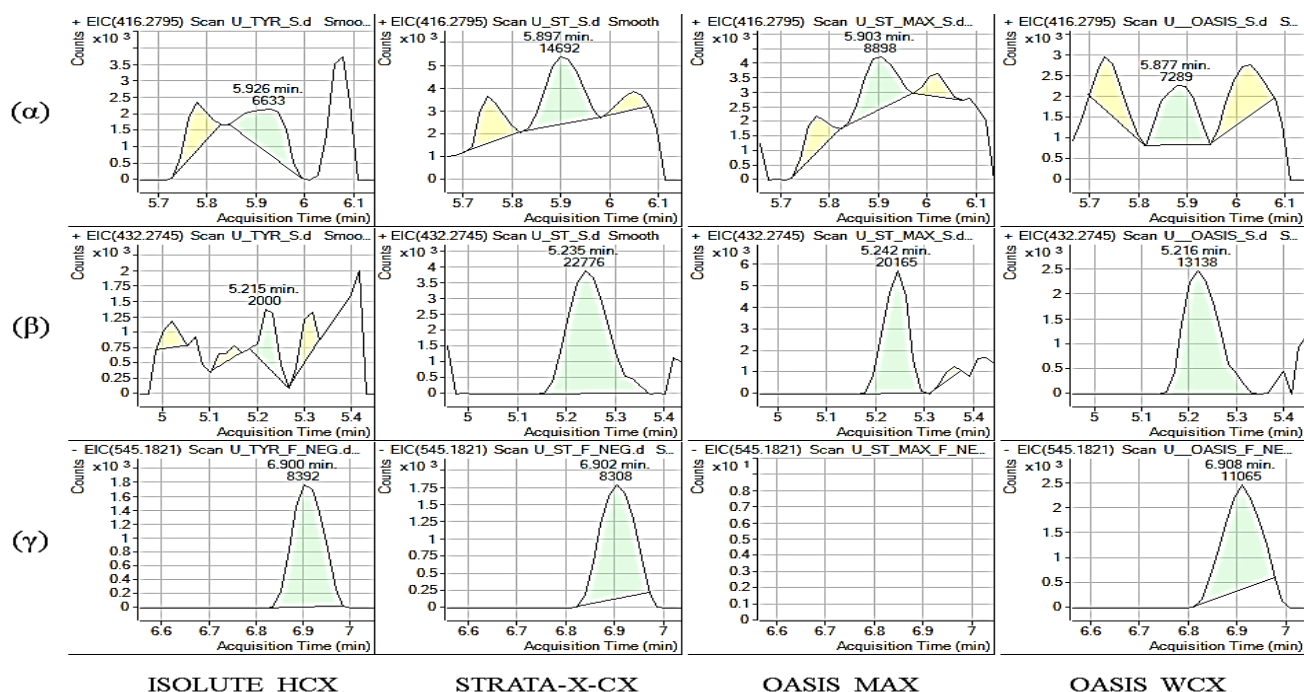 + EIC(416.2795) Scan U_TYR_S.d Smoo...
+ EIC(416.2795) Scan U_ST_S.d Smooth
+ EIC(416.2795) Scan U_ST_MAX_S.d...
+ EIC(416.2795) Scan U__OASIS_S.d S...
(α)
Counts
x10 3
3.5
3
2.5
2
1.5
1
0.5
0
5.926 min.
6633
5.7 5.8 5.9 6 6.1
Acquisition Time (min)
Counts
x10 3
5
4
3
2
1
0
5.897 min.
14692
5.7 5.8 5.9 6 6.1
Acquisition Time (min)
Counts
x10 3
4.5
4
3.5
3
2.5
2
1.5
1
0.5
0
5.903 min.
8898
5.7 5.8 5.9 6 6.1
Acquisition Time (min)
Counts
x10 3
3.5
3
2.5
2
1.5
1
0.5
0
5.877 min.
7289
5.7 5.8 5.9 6 6.1
Acquisition Time (min)
+ EIC(432.2745) Scan U_TYR_S.d Smoo...
+ EIC(432.2745) Scan U_ST_S.d Smooth
+ EIC(432.2745) Scan U_ST_MAX_S.d...
+ EIC(432.2745) Scan U__OASIS_S.d S...
(β)
Counts
x10 3
2
1.75
1.5
1.25
1
0.75
0.5
0.25
0
5.215 min.
2000
5 5.1 5.2 5.3 5.4
Acquisition Time (min)
Counts
x10 3
4
3.5
3
2.5
2
1.5
1
0.5
0
5.235 min.
22776
5 5.1 5.2 5.3 5.4
Acquisition Time (min)
Counts
x10 3
6
5
4
3
2
1
0
5.242 min.
20165
5 5.1 5.2 5.3 5.4
Acquisition Time (min)
Counts
x10 3
2.5
2
1.5
1
0.5
0
5.216 min.
13138
5 5.1 5.2 5.3 5.4
Acquisition Time (min)
- EIC(545.1821) Scan U_TYR_F_NEG.d...
- EIC(545.1821) Scan U_ST_F_NEG.d S...
- EIC(545.1821) Scan U_ST_MAX_F_NE...
- EIC(545.1821) Scan U__OASIS_F_NE...
(γ)
Counts
x10 3
1.8
1.6
1.4
1.2
1
0.8
0.6
0.4
0.2
0
6.900 min.
8392
6.6 6.7 6.8 6.9 7
Acquisition Time (min)
Counts
x10 3
1.75
1.5
1.25
1
0.75
0.5
0.25
0
6.902 min.
8308
6.6 6.7 6.8 6.9 7
Acquisition Time (min)
Counts
x10 1
0.9
0.8
0.7
0.6
0.5
0.4
0.3
0.2
0.1
0
6.6 6.7 6.8 6.9 7
Acquisition Time (min)
Counts
x10 3
2.5
2
1.5
1
0.5
0
6.908 min.
11065
6.6 6.7 6.8 6.9 7
Acquisition Time (min)
ISOLUTE HCX
STRATA-X-CX
OASIS MAX
OASIS WCX